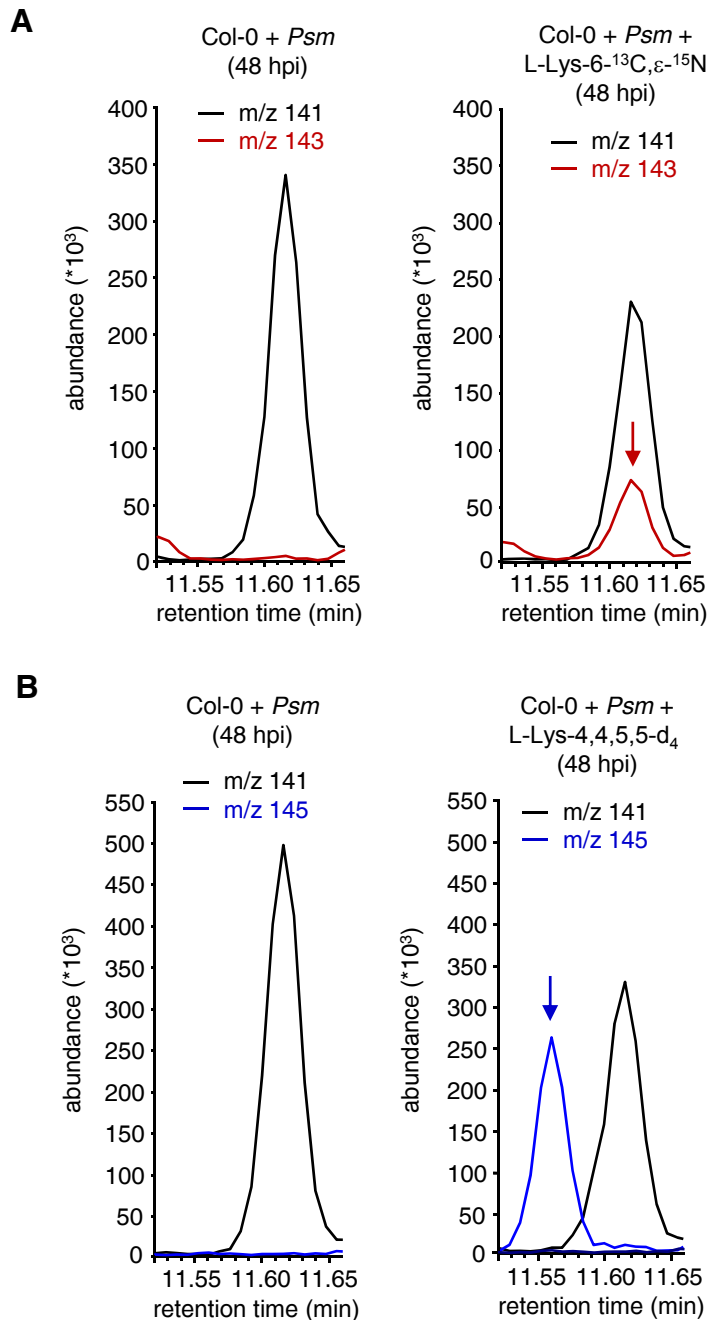 A
Col-0 + Psm
(48 hpi)
m/z 141
m/z 143
abundance (*10³)
400
350
300
250
200
150
100
50
0
11.55 11.60 11.65
retention time (min)
Col-0 + Psm +
L-Lys-6-¹³C,ε-¹⁵N
(48 hpi)
m/z 141
m/z 143
abundance (*10³)
400
350
300
250
200
150
100
50
0
11.55 11.60 11.65
retention time (min)
B
Col-0 + Psm
(48 hpi)
m/z 141
m/z 145
abundance (*10³)
550
500
450
400
350
300
250
200
150
100
50
0
11.55 11.60 11.65
retention time (min)
Col-0 + Psm +
L-Lys-4,4,5,5-d₄
(48 hpi)
m/z 141
m/z 145
abundance (*10³)
550
500
450
400
350
300
250
200
150
100
50
0
11.55 11.60 11.65
retention time (min)